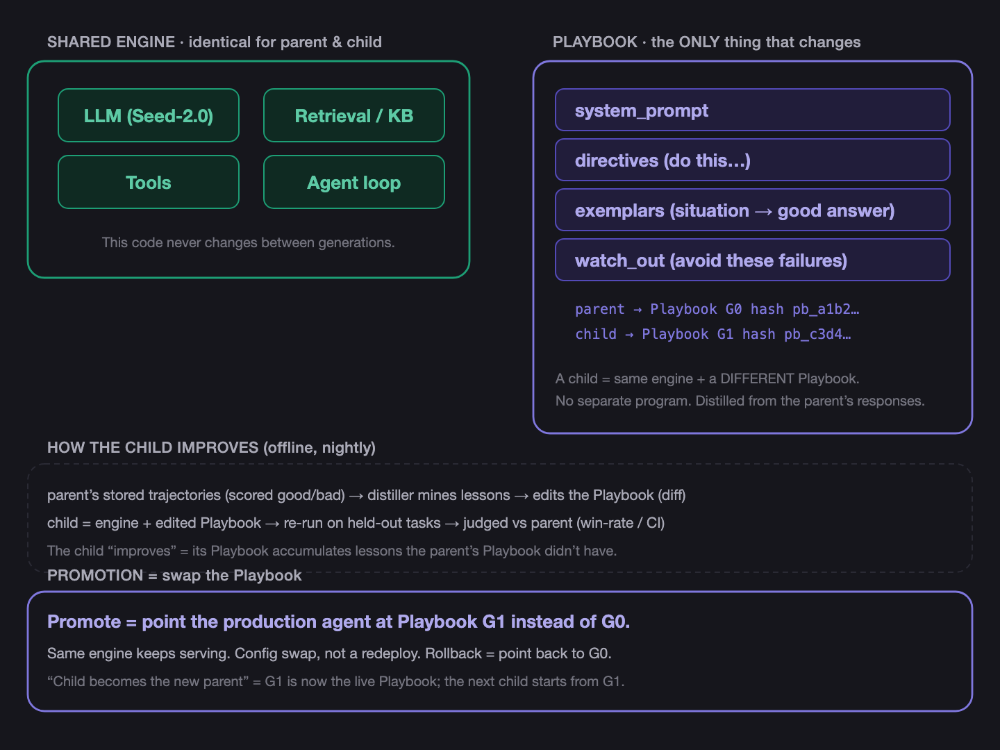 SHARED ENGINE · identical for parent & child
LLM (Seed-2.0)
Retrieval / KB
Tools
Agent loop
This code never changes between generations.
PLAYBOOK · the ONLY thing that changes
system_prompt
directives (do this…)
exemplars (situation → good answer)
watch_out (avoid these failures)
parent → Playbook G0 hash pb_a1b2…
child → Playbook G1 hash pb_c3d4…
A child = same engine + a DIFFERENT Playbook.
No separate program. Distilled from the parent’s responses.
HOW THE CHILD IMPROVES (offline, nightly)
parent’s stored trajectories (scored good/bad) → distiller mines lessons → edits the Playbook (diff)
child = engine + edited Playbook → re-run on held-out tasks → judged vs parent (win-rate / CI)
The child “improves” = its Playbook accumulates lessons the parent’s Playbook didn’t have.
PROMOTION = swap the Playbook
Promote = point the production agent at Playbook G1 instead of G0.
Same engine keeps serving. Config swap, not a redeploy. Rollback = point back to G0.
“Child becomes the new parent” = G1 is now the live Playbook; the next child starts from G1.